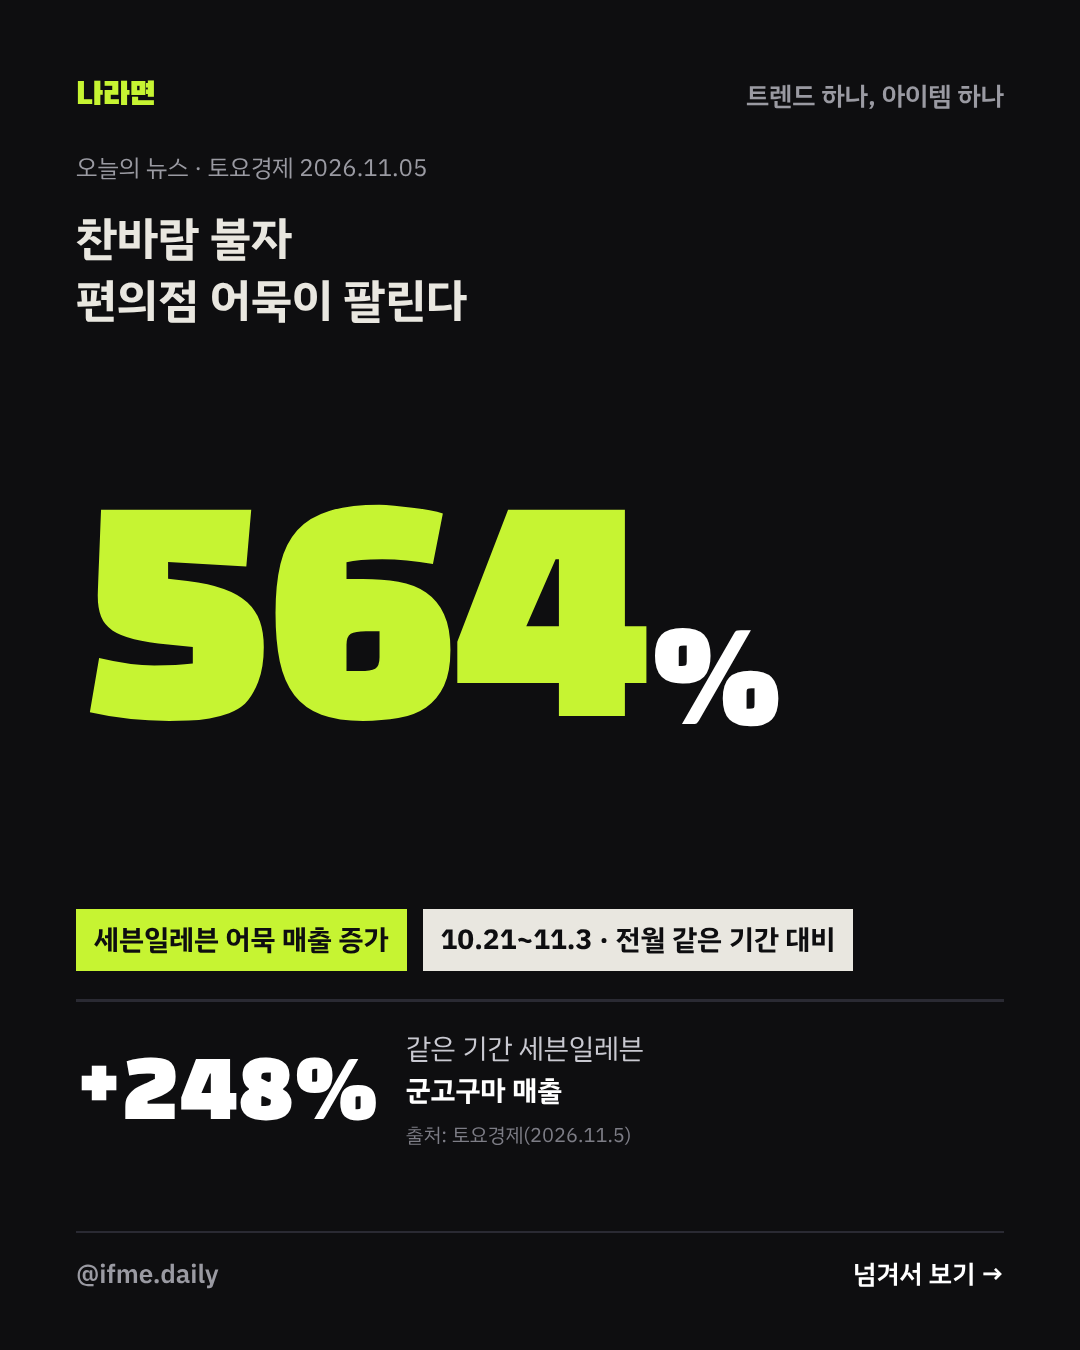 나라면
트렌드 하나, 아이템 하나
오늘의 뉴스 · 토요경제 2026.11.05
찬바람 불자
편의점 어묵이 팔린다
564%
세븐일레븐 어묵 매출 증가
10.21~11.3 · 전월 같은 기간 대비
+248%
같은 기간 세븐일레븐
군고구마 매출
출처: 토요경제(2026.11.5)
@ifme.daily
넘겨서 보기 →